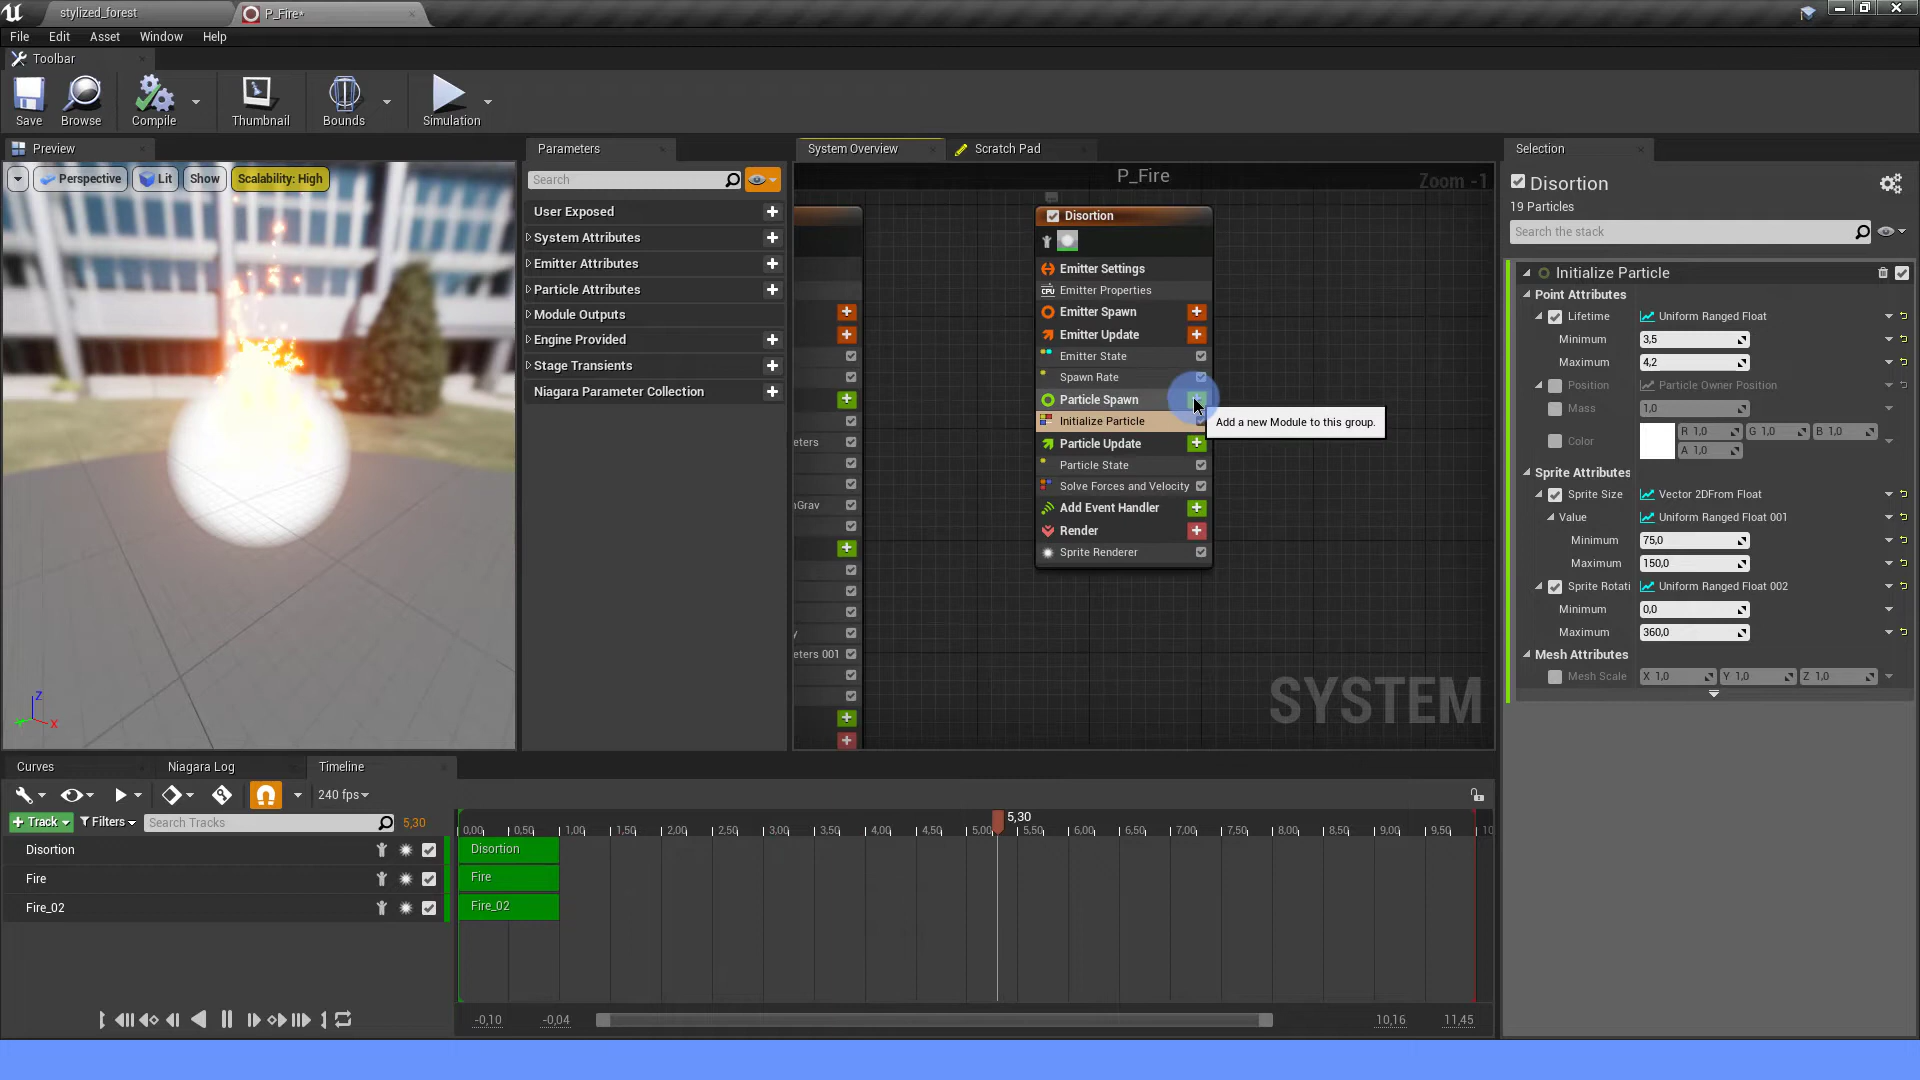 stylized_forest
P_Fire*
File Edit Asset Window Help
Toolbar
Save Browse Compile Thumbnail Bounds Simulation
Preview
Perspective Lit Show Scalability: High
Parameters
Search
User Exposed
System Attributes
Emitter Attributes
Particle Attributes
Module Outputs
Engine Provided
Stage Transients
Niagara Parameter Collection
System Overview Scratch Pad
P_Fire
Zoom -1
Disortion
Emitter Settings
Emitter Properties
Emitter Spawn
Emitter Update
Emitter State
Spawn Rate
Particle Spawn
Initialize Particle
Add a new Module to this group.
Particle Update
Particle State
Solve Forces and Velocity
Add Event Handler
Render
Sprite Renderer
eters
nGrav
y
eters 001
SYSTEM
Selection
Disortion
19 Particles
Search the stack
Initialize Particle
Point Attributes
Lifetime Uniform Ranged Float
Minimum 3,5
Maximum 4,2
Position Particle Owner Position
Mass 1,0
Color R 1,0 G 1,0 B 1,0
A 1,0
Sprite Attributes
Sprite Size Vector 2DFrom Float
Value Uniform Ranged Float 001
Minimum 75,0
Maximum 150,0
Sprite Rotati Uniform Ranged Float 002
Minimum 0,0
Maximum 360,0
Mesh Attributes
Mesh Scale X 1,0 Y 1,0 Z 1,0
Z
X
Curves Niagara Log Timeline
240 fps
Track Filters Search Tracks 5,30
5,30
0,00 0,50 1,00 1,50 2,00 2,50 3,00 3,50 4,00 4,50 5,00 5,50 6,00 6,50 7,00 7,50 8,00 8,50 9,00 9,50 10
Disortion Disortion
Fire Fire
Fire_02 Fire_02
-0,10 -0,04 10,16 11,45